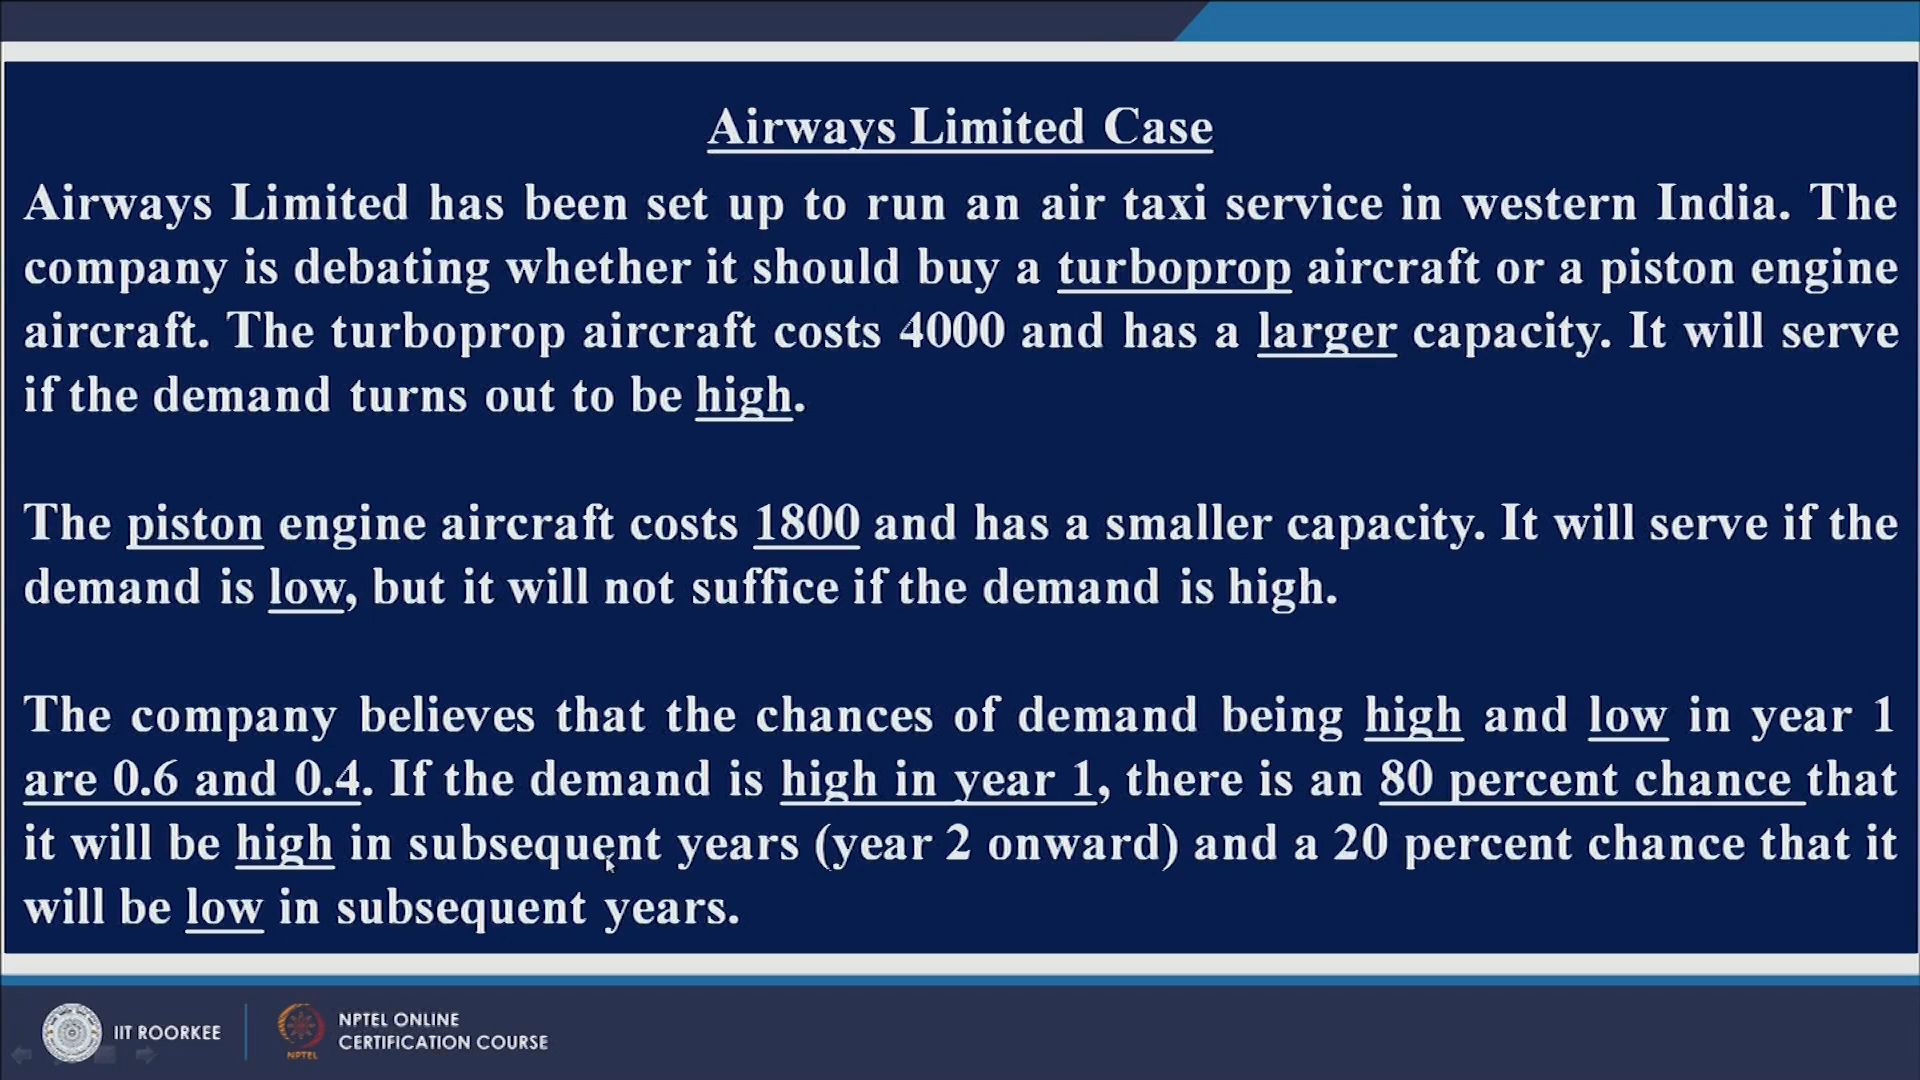 Airways Limited Case
Airways Limited has been set up to run an air taxi service in western India. The
company is debating whether it should buy a turboprop aircraft or a piston engine
aircraft. The turboprop aircraft costs 4000 and has a larger capacity. It will serve
if the demand turns out to be high.
The piston engine aircraft costs 1800 and has a smaller capacity. It will serve if the
demand is low, but it will not suffice if the demand is high.
The company believes that the chances of demand being high and low in year 1
are 0.6 and 0.4. If the demand is high in year 1, there is an 80 percent chance that
it will be high in subsequent years (year 2 onward) and a 20 percent chance that it
will be low in subsequent years.
IIT ROORKEE
NPTEL
NPTEL ONLINE
CERTIFICATION COURSE